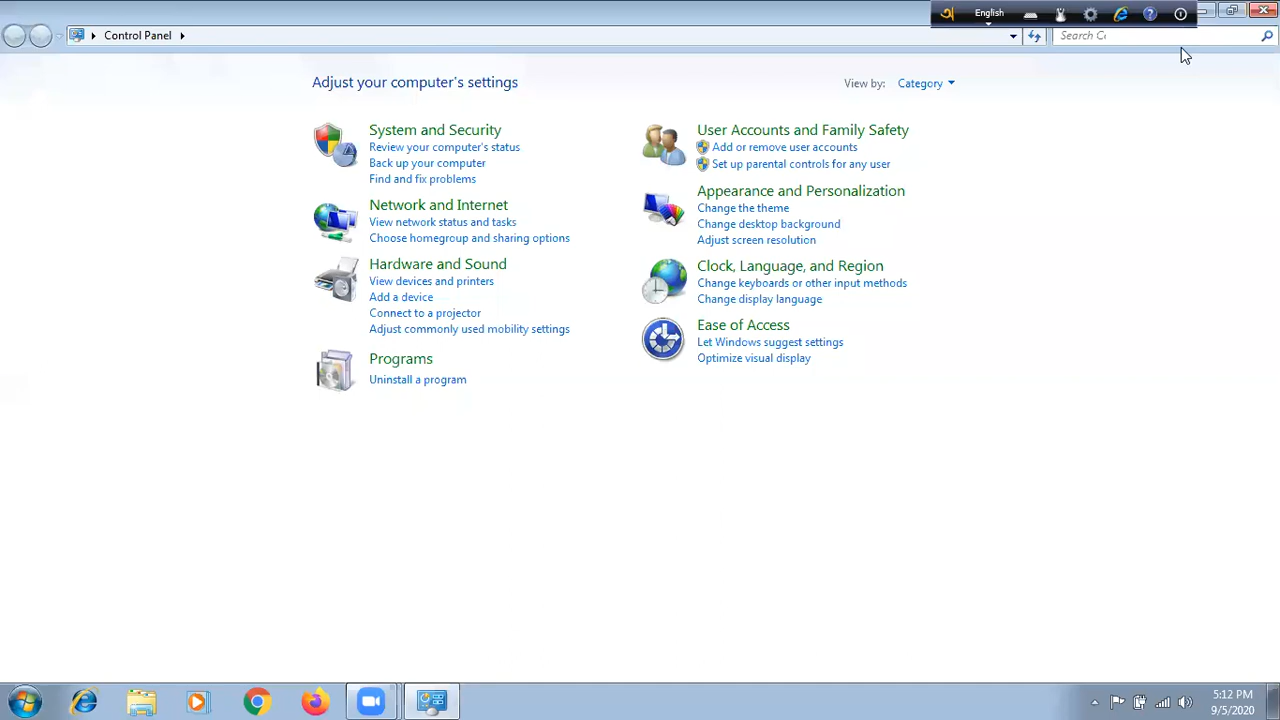 English
Control Panel
Search C
Adjust your computer's settings
View by: Category
System and Security
Review your computer's status
Back up your computer
Find and fix problems
Network and Internet
View network status and tasks
Choose homegroup and sharing options
Hardware and Sound
View devices and printers
Add a device
Connect to a projector
Adjust commonly used mobility settings
Programs
Uninstall a program
User Accounts and Family Safety
Add or remove user accounts
Set up parental controls for any user
Appearance and Personalization
Change the theme
Change desktop background
Adjust screen resolution
Clock, Language, and Region
Change keyboards or other input methods
Change display language
Ease of Access
Let Windows suggest settings
Optimize visual display
5:12 PM
9/5/2020